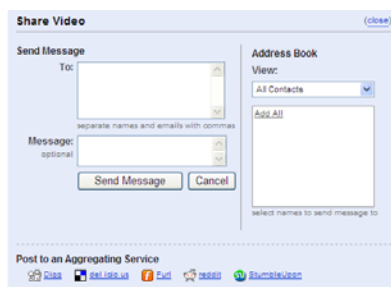 Share Video
(close)
Send Message
To:
separate names and emails with commas
Message:
optional
Send Message
Cancel
Address Book
View:
All Contacts
Add All
select names to send message to
Post to an Aggregating Service
Digg del.icio.us Furl reddit StumbleUpon